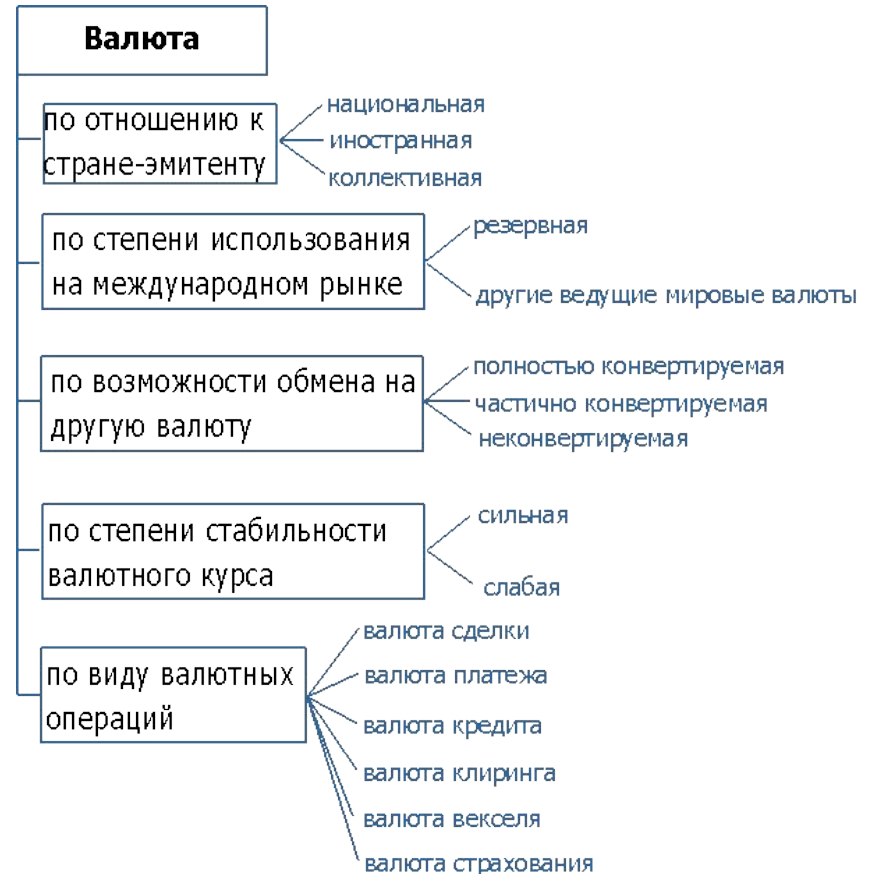 Валюта
по отношению к
стране-эмитенту
национальная
иностранная
коллективная
по степени использования
на международном рынке
резервная
другие ведущие мировые валюты
по возможности обмена на
другую валюту
полностью конвертируемая
частично конвертируемая
неконвертируемая
по степени стабильности
валютного курса
сильная
слабая
по виду валютных
операций
валюта сделки
валюта платежа
валюта кредита
валюта клиринга
валюта векселя
валюта страхования